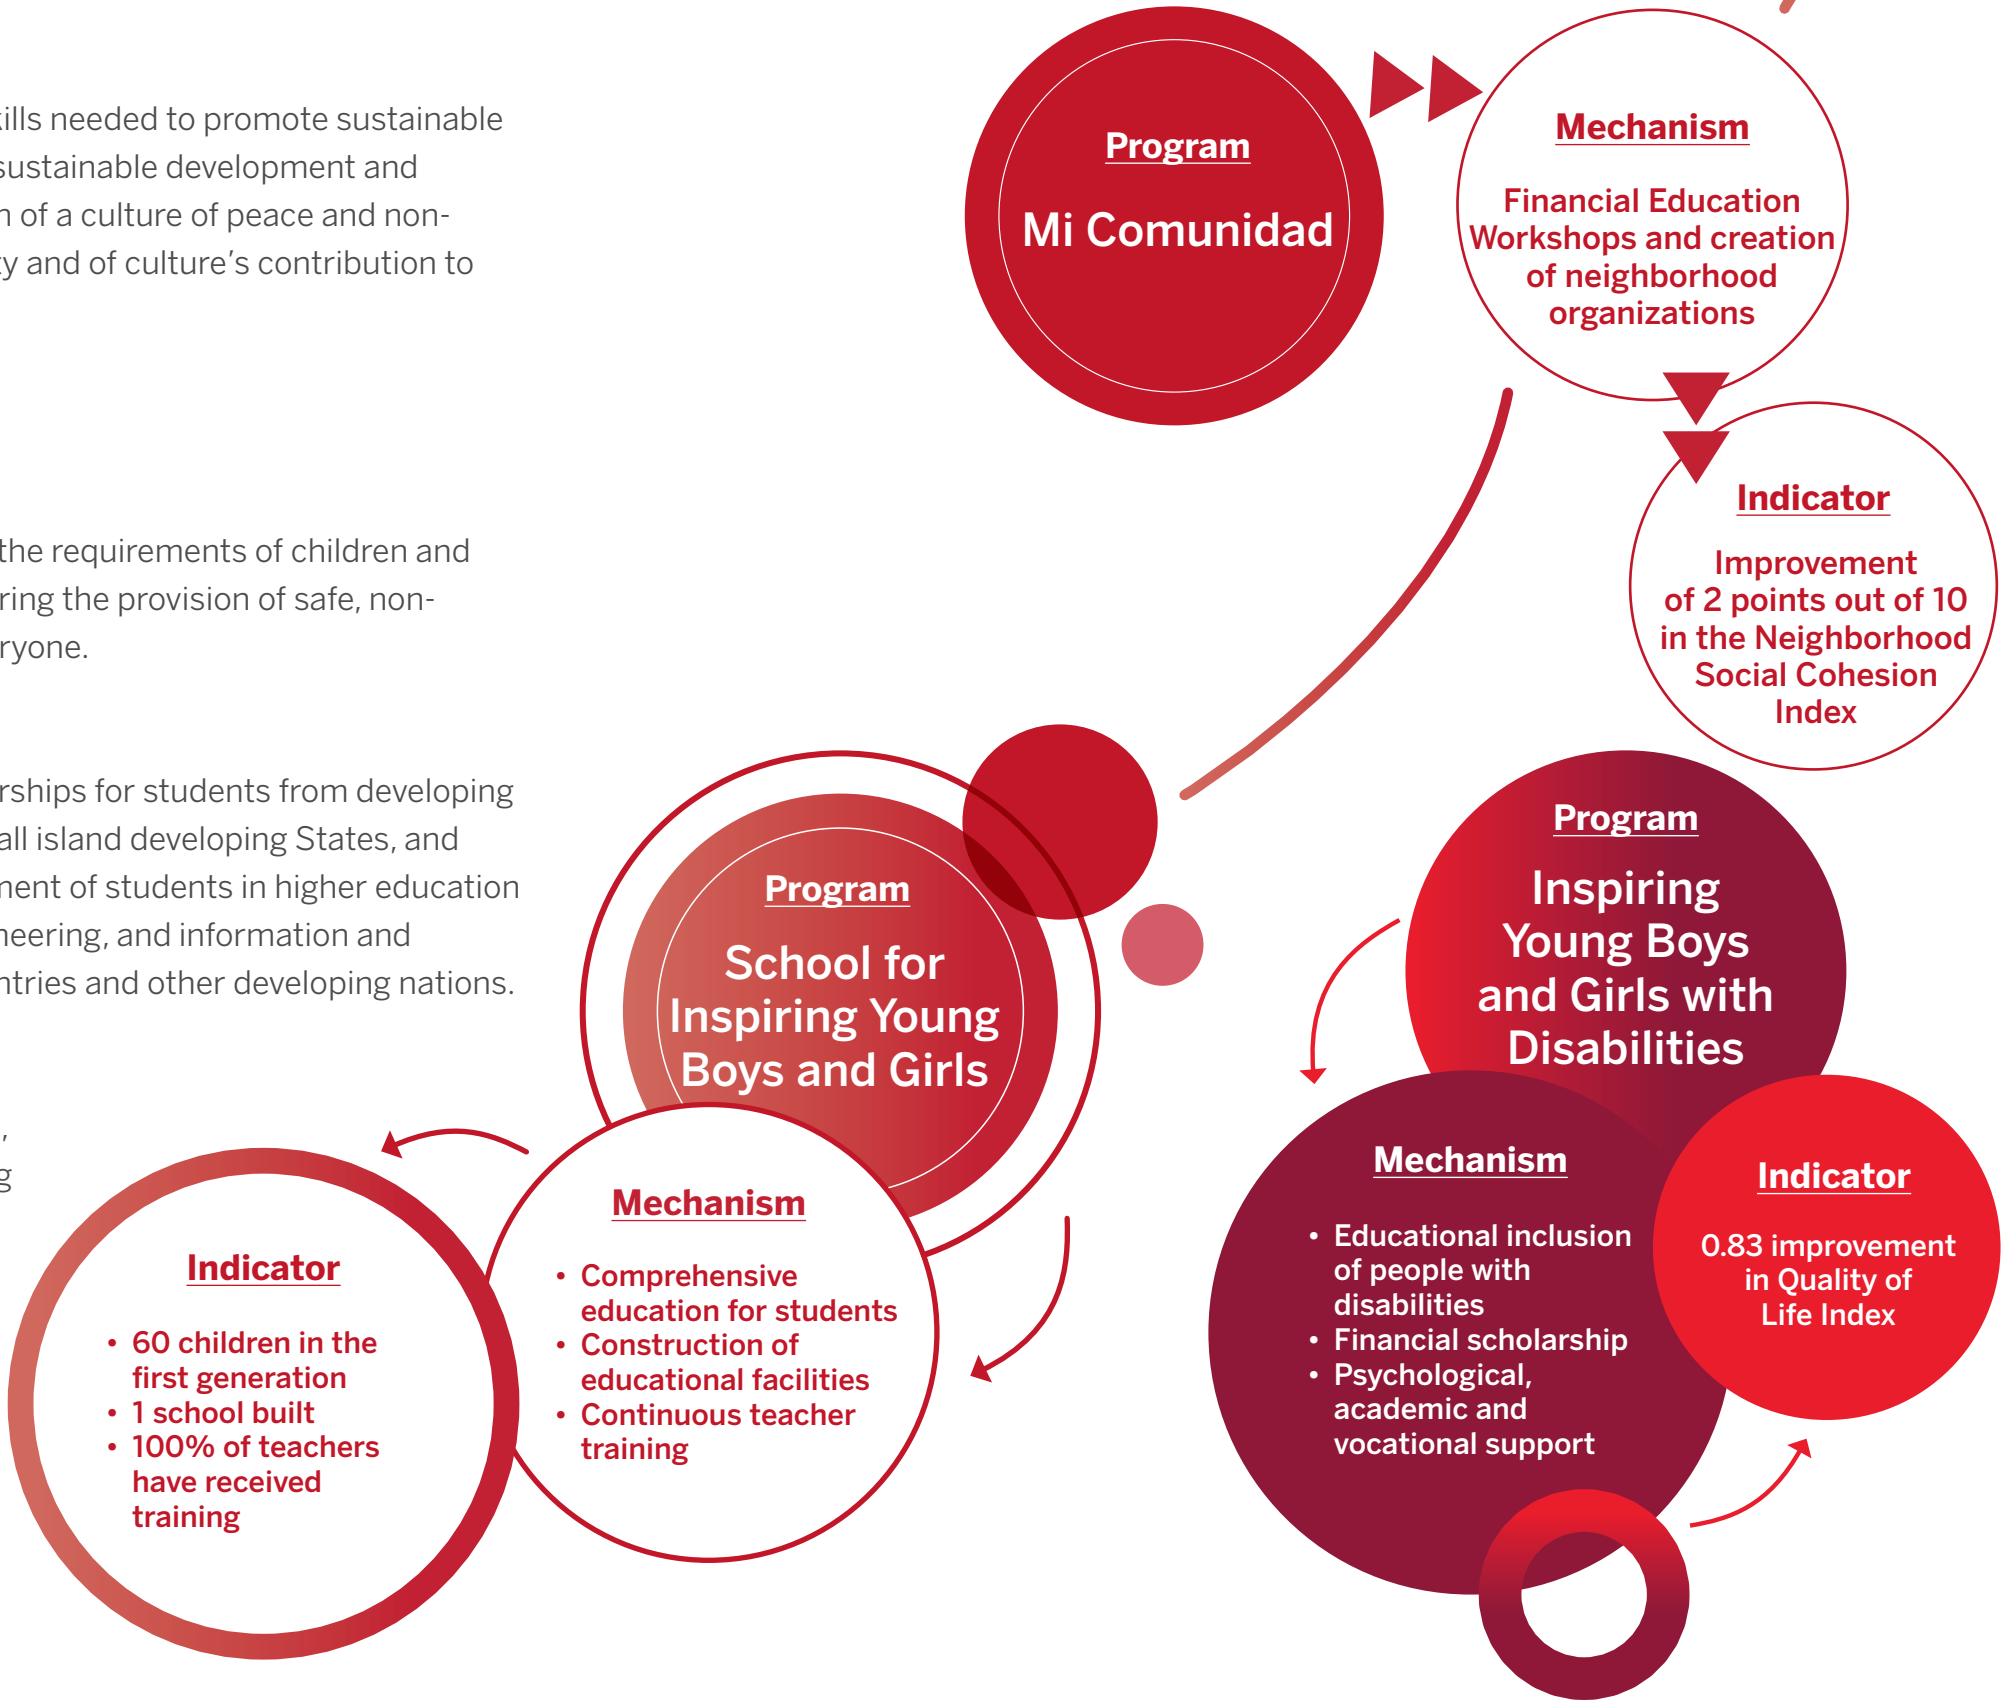 kills needed to promote sustainable
sustainable development and
n of a culture of peace and non-
ty and of culture's contribution to
the requirements of children and
ring the provision of safe, non-
ryone.
rships for students from developing
all island developing States, and
ment of students in higher education
neering, and information and
ntries and other developing nations.
,
g
Program
Mi Comunidad
Mechanism
Financial Education
Workshops and creation
of neighborhood
organizations
Indicator
Improvement
of 2 points out of 10
in the Neighborhood
Social Cohesion
Index
Program
School for
Inspiring Young
Boys and Girls
Mechanism
• Comprehensive
education for students
• Construction of
educational facilities
• Continuous teacher
training
Indicator
• 60 children in the
first generation
• 1 school built
• 100% of teachers
have received
training
Program
Inspiring
Young Boys
and Girls with
Disabilities
Mechanism
• Educational inclusion
of people with
disabilities
• Financial scholarship
• Psychological,
academic and
vocational support
Indicator
0.83 improvement
in Quality of
Life Index